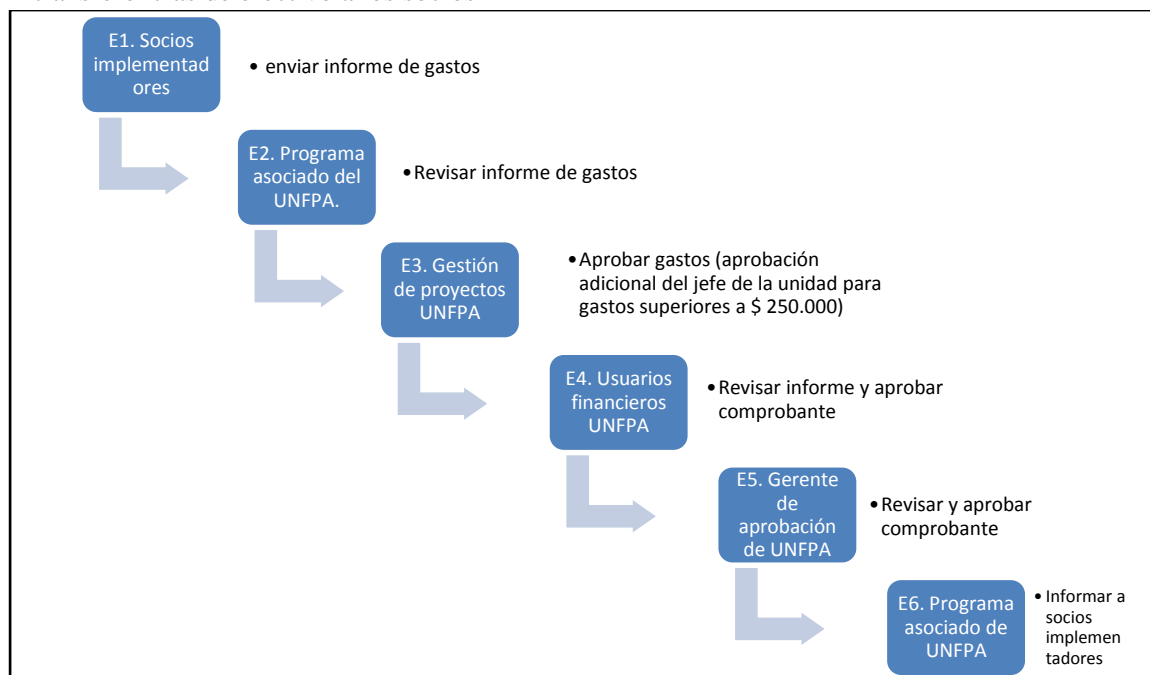 E1. Socios
implementad
ores
• enviar informe de gastos
E2. Programa
asociado del
UNFPA.
•Revisar informe de gastos
E3. Gestión
de proyectos
UNFPA
•Aprobar gastos (aprobación
adicional del jefe de la unidad para
gastos superiores a $ 250.000)
E4. Usuarios
financieros
UNFPA
•Revisar informe y aprobar
comprobante
E5. Gerente
de
aprobación
de UNFPA
•Revisar y aprobar
comprobante
E6. Programa
asociado de
UNFPA
•Informar a
socios
implemen
tadores